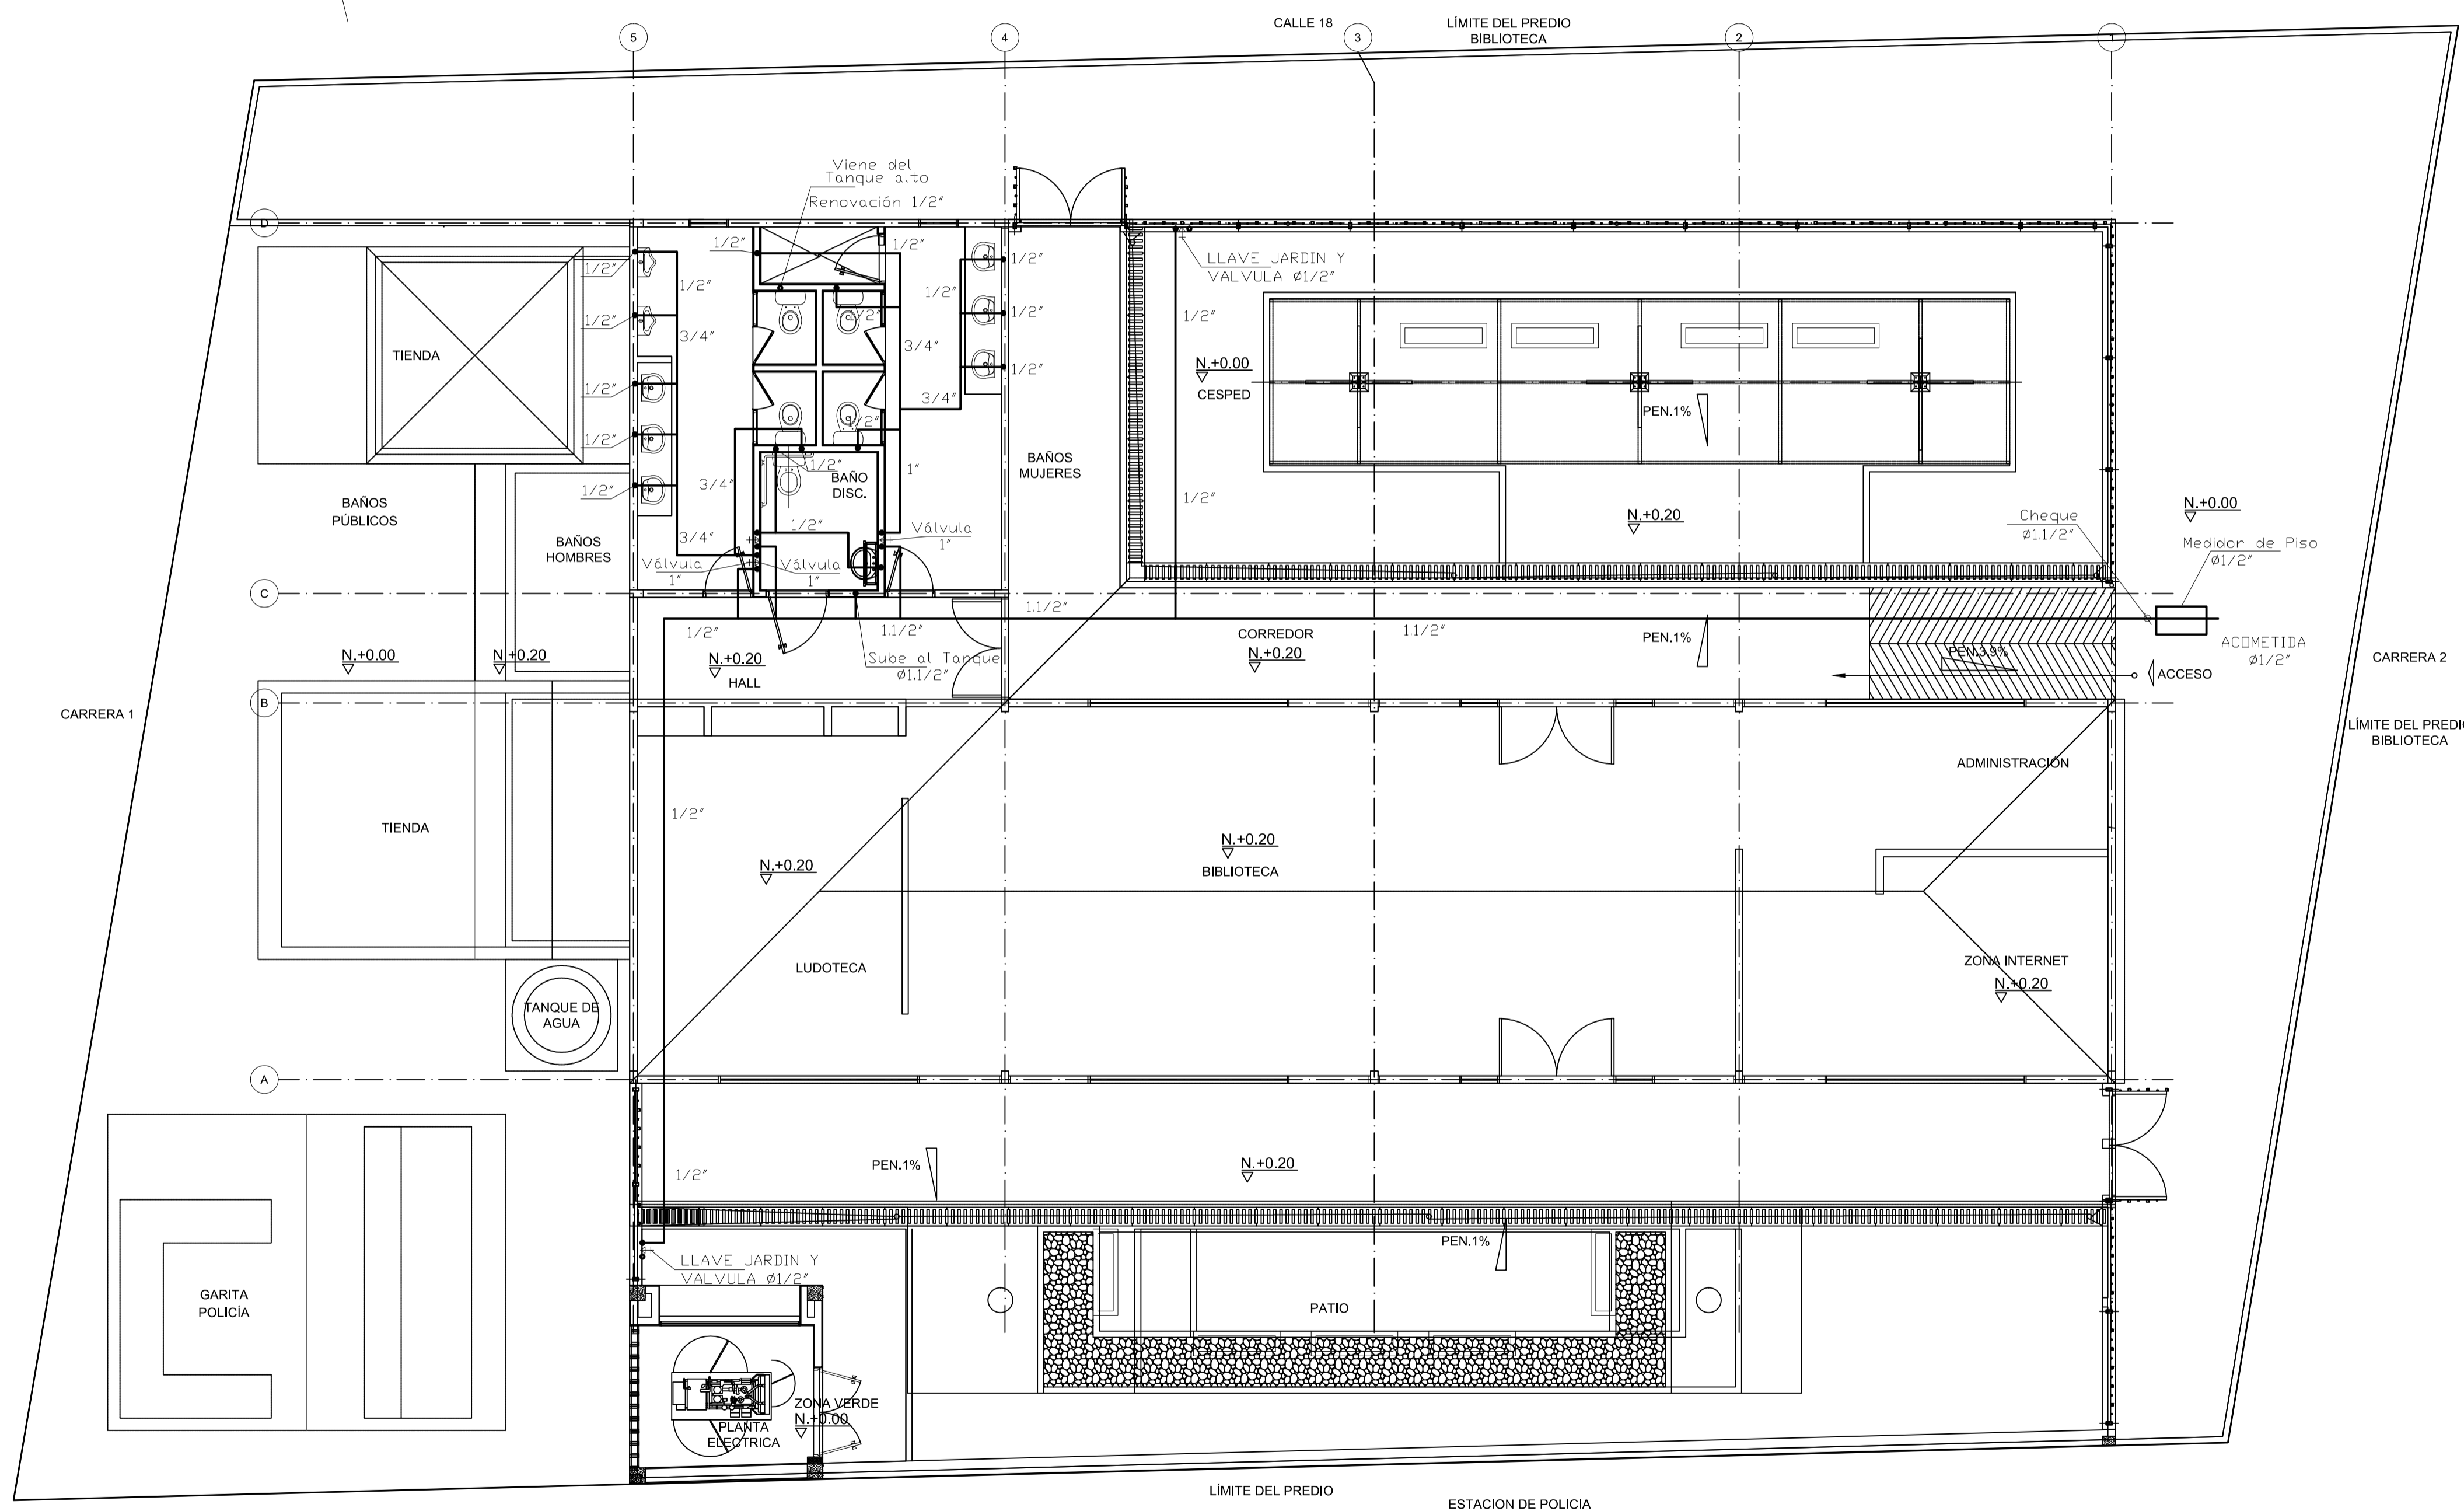 CALLE 18
LÍMITE DEL PREDIO
BIBLIOTECA
5
4
3
2
1
Viene del
Tanque alto
Renovación 1/2"
D
1/2"
1/2"
1/2"
1/2"
1/2"
1/2"
1/2"
LLAVE JARDIN Y
VALVULA Ø1/2"
1/2"
1/2"
1/2"
1/2"
1/2"
3/4"
3/4"
TIENDA
1/2"
N.+0.00
CESPED
3/4"
1/2"
1/2"
PEN.1%
1/2"
BAÑOS
MUJERES
1/2"
1"
BAÑO
DISC.
3/4"
1/2"
1/2"
BAÑOS
PÚBLICOS
N.+0.20
N.+0.00
Cheque
Ø1.1/2"
1/2"
Válvula
1"
3/4"
BAÑOS
HOMBRES
Medidor de Piso
Ø1/2"
Válvula
1"
Válvula
1"
C
1.1/2"
1/2"
1.1/2"
CORREDOR
N.+0.20
1.1/2"
PEN.1%
PEN.3.9%
ACOMETIDA
Ø1/2"
CARRERA 2
N.+0.00
N.+0.20
N.+0.20
HALL
Sube al Tanque
Ø1.1/2"
ACCESO
B
CARRERA 1
LÍMITE DEL PREDIO
BIBLIOTECA
ADMINISTRACIÓN
1/2"
TIENDA
N.+0.20
N.+0.20
BIBLIOTECA
LUDOTECA
ZONA INTERNET
N.+0.20
TANQUE DE
AGUA
A
1/2"
PEN.1%
N.+0.20
PEN.1%
LLAVE JARDIN Y
VALVULA Ø1/2"
GARITA
POLICÍA
PATIO
ZONA VERDE
N.+0.00
PLANTA
ELECTRICA
LÍMITE DEL PREDIO
ESTACION DE POLICIA